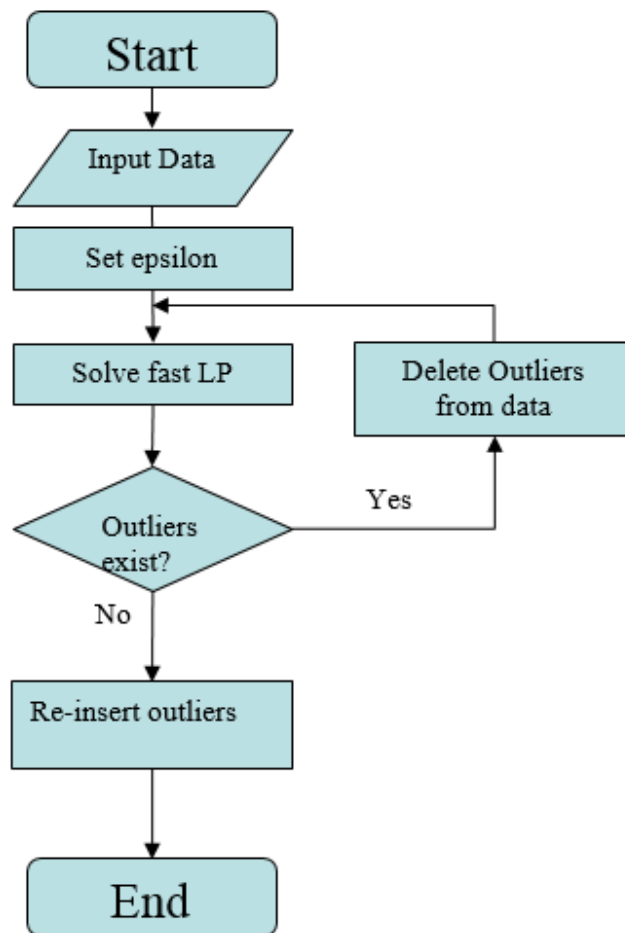 Start
Input Data
Set epsilon
Solve fast LP
Delete Outliers
from data
Outliers
exist?
Yes
No
Re-insert outliers
End